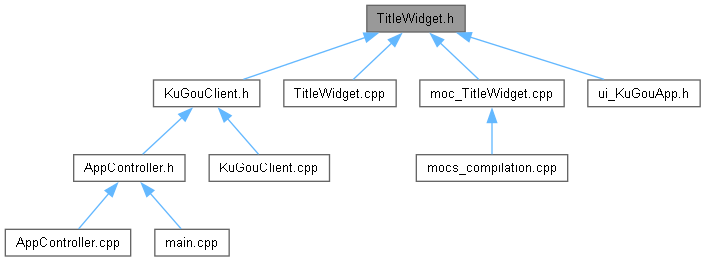 TitleWidget.h
KuGouClient.h
TitleWidget.cpp
moc_TitleWidget.cpp
ui_KuGouApp.h
AppController.h
KuGouClient.cpp
mocs_compilation.cpp
AppController.cpp
main.cpp